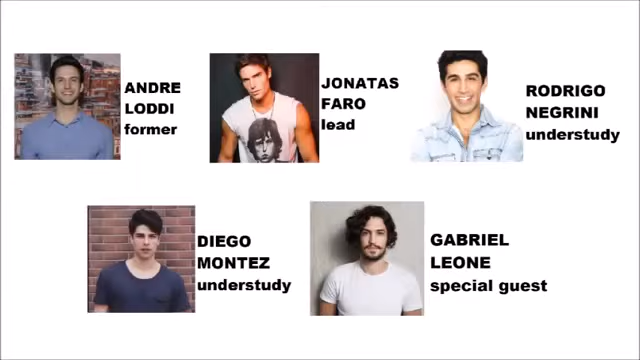 ANDRE
LODDI
former
JONATAS
FARO
lead
RODRIGO
NEGRINI
understudy
DIEGO
MONTEZ
understudy
GABRIEL
LEONE
special guest